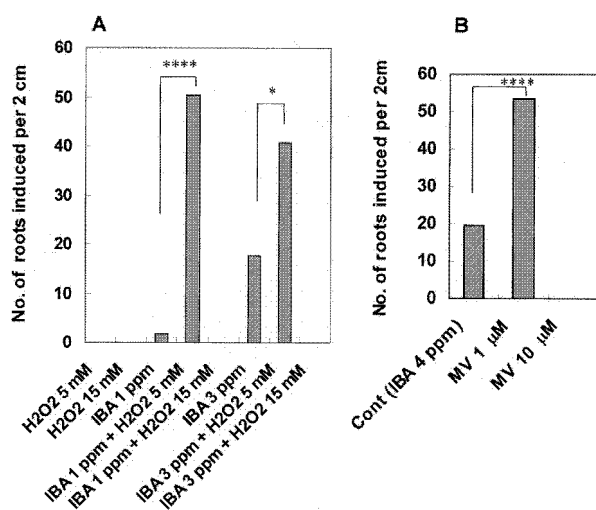 A
No. of roots induced per 2 cm
60
50
40
30
20
10
0
****
*
H2O2 5 mM
H2O2 15 mM
IBA 1 ppm
IBA 1 ppm + H2O2 5 mM
IBA 1 ppm + H2O2 15 mM
IBA 3 ppm
IBA 3 ppm + H2O2 5 mM
IBA 3 ppm + H2O2 15 mM
B
No. of roots induced per 2cm
60
50
40
30
20
10
0
****
Cont (IBA 4 ppm)
MV 1 µM
MV 10 µM